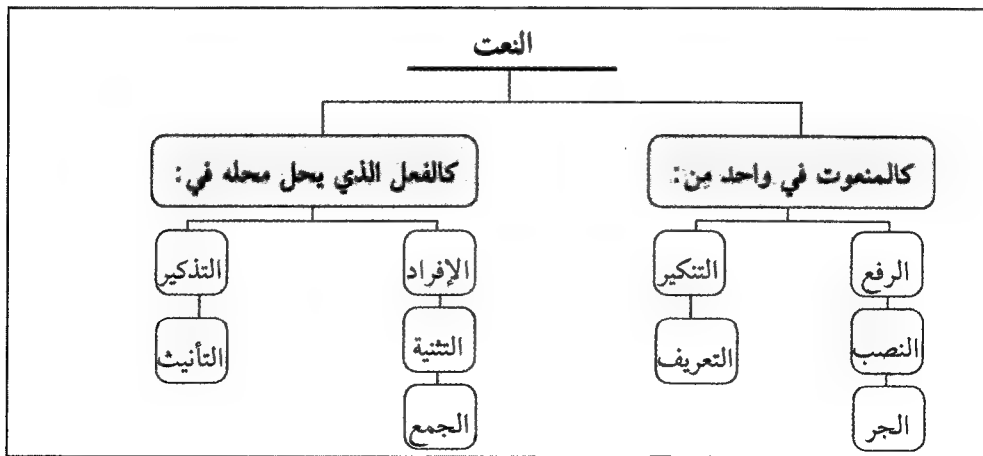 النعت
كالمنعوت في واحد مِن:
كالفعل الذي يحل محله في:
الرفع
النصب
الجر
التنكير
التعريف
الإفراد
التثنية
الجمع
التذكير
التأنيث